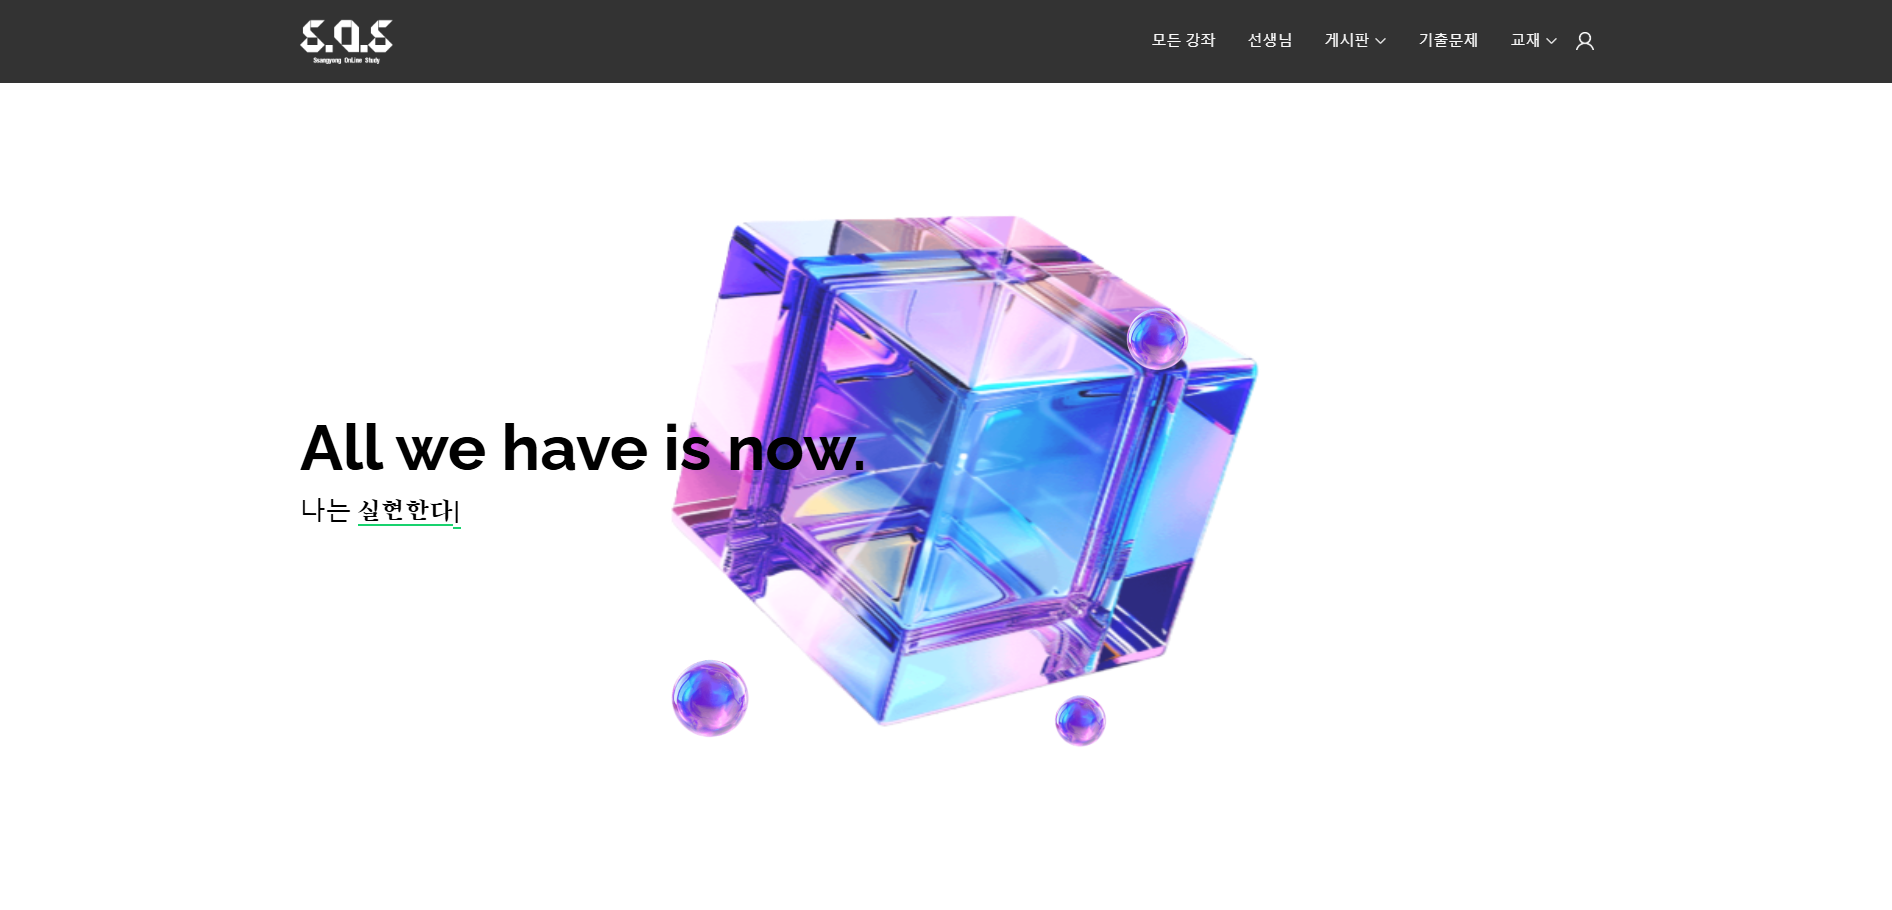 S.O.S
Ssangyong OnLine Study
모든 강좌
선생님
게시판
기출문제
교재
All we have is now.
나는 실현한다|